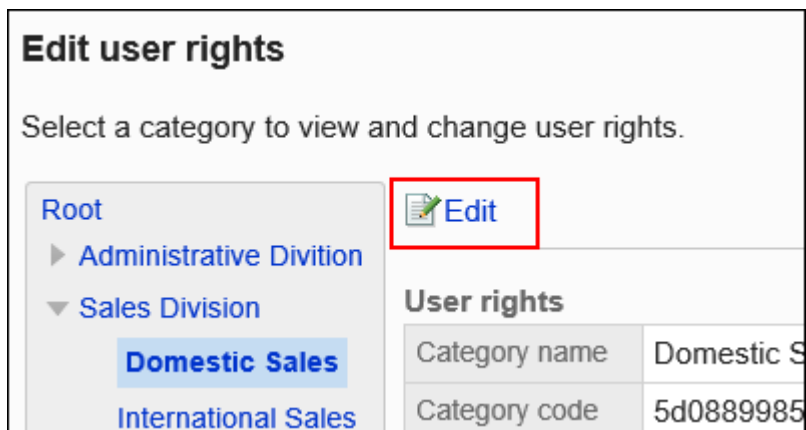 Edit user rights
Select a category to view and change user rights.
Root
Administrative Divition
Sales Division
Domestic Sales
International Sales
Edit
User rights
Category name Domestic S
Category code 5d0889985